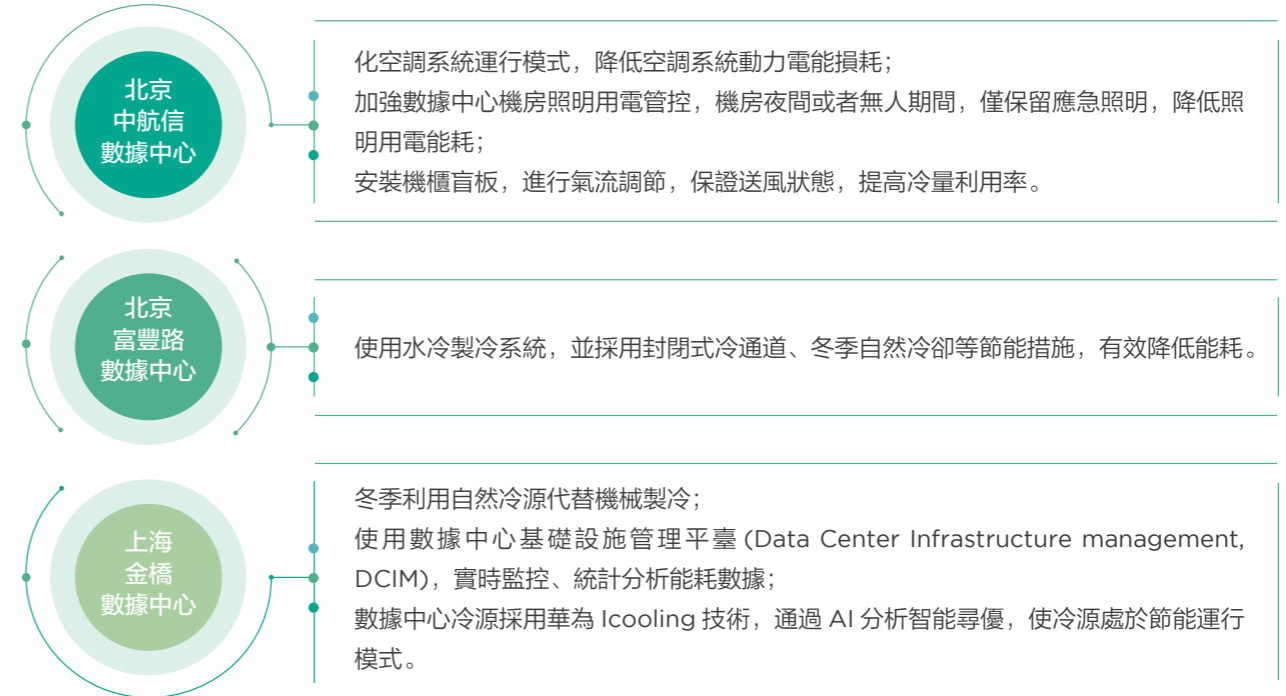 北京
中航信
數據中心
化空調系統運行模式，降低空調系統動力電能損耗；
加強數據中心機房照明用電管控，機房夜間或者無人期間，僅保留應急照明，降低照
明用電能耗；
安裝機櫃盲板，進行氣流調節，保證送風狀態，提高冷量利用率。
北京
富豐路
數據中心
使用水冷製冷系統，並採用封閉式冷通道、冬季自然冷卻等節能措施，有效降低能耗。
上海
金橋
數據中心
冬季利用自然冷源代替機械製冷；
使用數據中心基礎設施管理平臺 (Data Center Infrastructure management,
DCIM)，實時監控、統計分析能耗數據；
數據中心冷源採用華為 Icooling 技術，通過 AI 分析智能尋優，使冷源處於節能運行
模式。